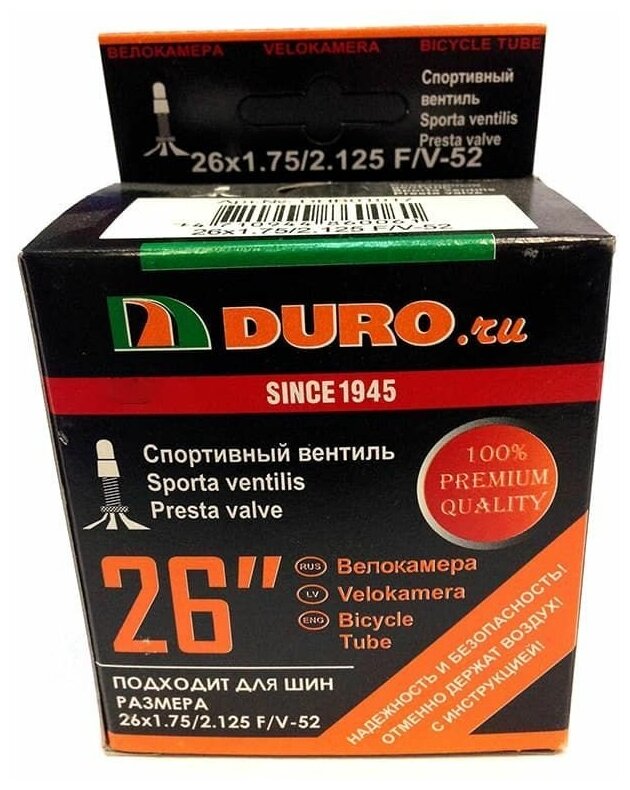 ВЕЛОКАМЕРА VELOKAMERA BICYCLE TUBE
Спортивный
вентиль
Sporta ventilis
Presta valve
26x1.75/2.125 F/V-52
26x1.75/2.125 F/V-52
DURO.ru
SINCE 1945
Спортивный вентиль
Sporta ventilis
Presta valve
100%
PREMIUM
QUALITY
26"
RUS Велокамера
LV Velokamera
ENG Bicycle
Tube
ПОДХОДИТ ДЛЯ ШИН
РАЗМЕРА
26x1.75/2.125 F/V-52
НАДЕЖНОСТЬ И БЕЗОПАСНОСТЬ!
ОТМЕННО ДЕРЖАТ ВОЗДУХ!
С ИНСТРУКЦИЕЙ!